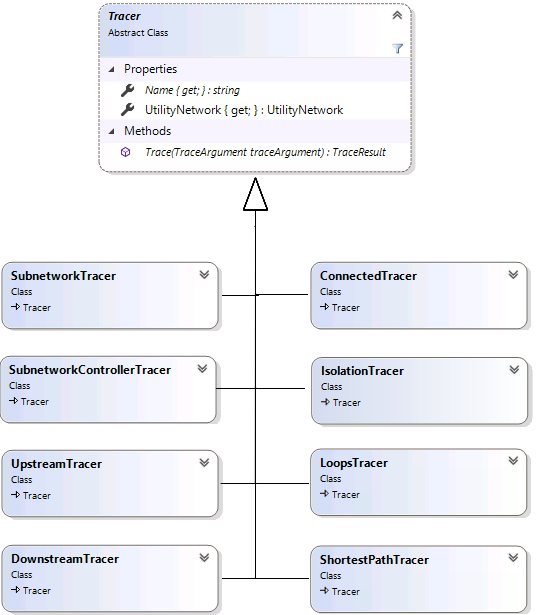 Tracer
Abstract Class
Properties
Name { get; } : string
UtilityNetwork { get; } : UtilityNetwork
Methods
Trace(TraceArgument traceArgument) : TraceResult
SubnetworkTracer
Class
Tracer
ConnectedTracer
Class
Tracer
SubnetworkControllerTracer
Class
Tracer
IsolationTracer
Class
Tracer
UpstreamTracer
Class
Tracer
LoopsTracer
Class
Tracer
DownstreamTracer
Class
Tracer
ShortestPathTracer
Class
Tracer